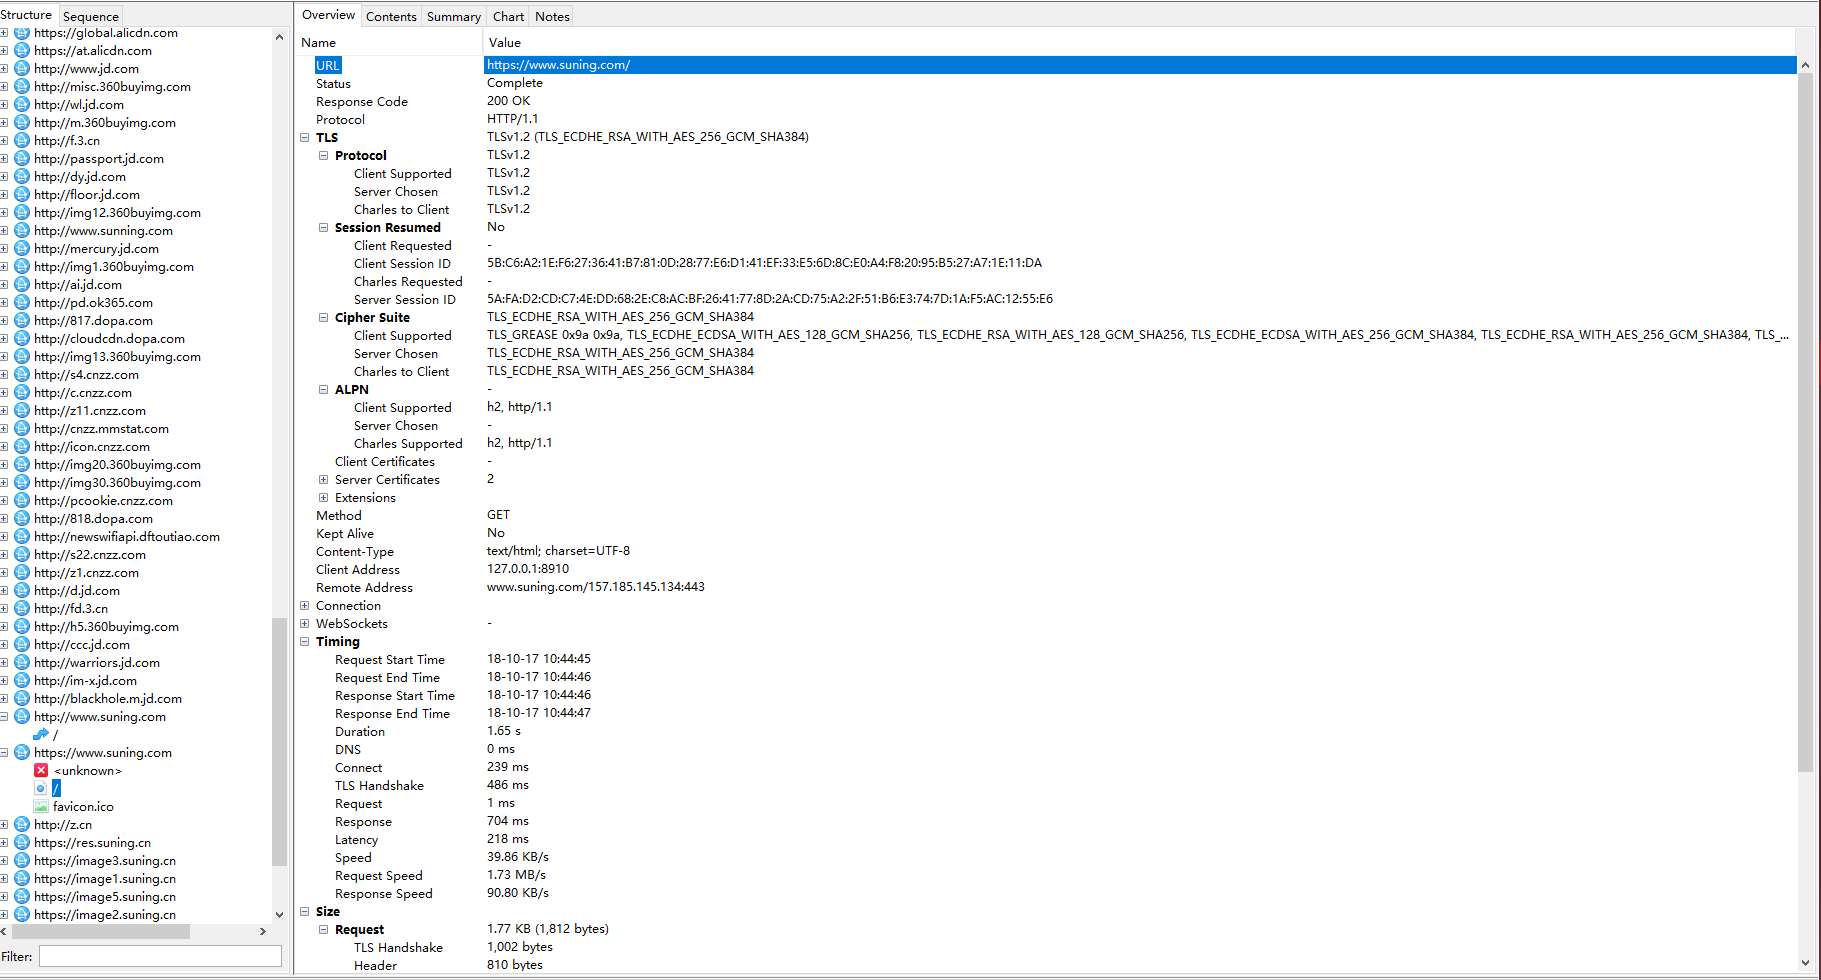 Structure Sequence
https://global.alicdn.com
https://at.alicdn.com
http://www.jd.com
http://misc.360buyimg.com
http://wl.jd.com
http://m.360buyimg.com
http://f.3.cn
http://passport.jd.com
http://dy.jd.com
http://floor.jd.com
http://img12.360buyimg.com
http://www.sunning.com
http://mercury.jd.com
http://img1.360buyimg.com
http://ai.jd.com
http://pd.ok365.com
http://817.dopa.com
http://cloudcdn.dopa.com
http://img13.360buyimg.com
http://s4.cnzz.com
http://c.cnzz.com
http://z11.cnzz.com
http://cnzz.mmstat.com
http://icon.cnzz.com
http://img20.360buyimg.com
http://img30.360buyimg.com
http://pcookie.cnzz.com
http://818.dopa.com
http://newswifiapi.dftoutiao.com
http://s22.cnzz.com
http://z1.cnzz.com
http://d.jd.com
http://fd.3.cn
http://h5.360buyimg.com
http://ccc.jd.com
http://warriors.jd.com
http://im-x.jd.com
http://blackhole.m.jd.com
http://www.suning.com
/
https://www.suning.com
<unknown>
/
favicon.ico
http://z.cn
https://res.suning.cn
https://image3.suning.cn
https://image1.suning.cn
https://image5.suning.cn
https://image2.suning.cn
Filter:
Overview Contents Summary Chart Notes
Name Value
URL https://www.suning.com/
Status Complete
Response Code 200 OK
Protocol HTTP/1.1
TLS TLSv1.2 (TLS_ECDHE_RSA_WITH_AES_256_GCM_SHA384)
Protocol TLSv1.2
Client Supported TLSv1.2
Server Chosen TLSv1.2
Charles to Client TLSv1.2
Session Resumed No
Client Requested -
Client Session ID 5B:C6:A2:1E:F6:27:36:41:B7:81:0D:28:77:E6:D1:41:EF:33:E5:6D:8C:E0:A4:F8:20:95:B5:27:A7:1E:11:DA
Charles Requested -
Server Session ID 5A:FA:D2:CD:C7:4E:DD:68:2E:C8:AC:BF:26:41:77:8D:2A:CD:75:A2:2F:51:B6:E3:74:7D:1A:F5:AC:12:55:E6
Cipher Suite TLS_ECDHE_RSA_WITH_AES_256_GCM_SHA384
Client Supported TLS_GREASE 0x9a 0x9a, TLS_ECDHE_ECDSA_WITH_AES_128_GCM_SHA256, TLS_ECDHE_RSA_WITH_AES_128_GCM_SHA256, TLS_ECDHE_ECDSA_WITH_AES_256_GCM_SHA384, TLS_ECDHE_RSA_WITH_AES_256_GCM_SHA384, TLS_...
Server Chosen TLS_ECDHE_RSA_WITH_AES_256_GCM_SHA384
Charles to Client TLS_ECDHE_RSA_WITH_AES_256_GCM_SHA384
ALPN -
Client Supported h2, http/1.1
Server Chosen -
Charles Supported h2, http/1.1
Client Certificates -
Server Certificates 2
Extensions
Method GET
Kept Alive No
Content-Type text/html; charset=UTF-8
Client Address 127.0.0.1:8910
Remote Address www.suning.com/157.185.145.134:443
Connection
WebSockets -
Timing
Request Start Time 18-10-17 10:44:45
Request End Time 18-10-17 10:44:46
Response Start Time 18-10-17 10:44:46
Response End Time 18-10-17 10:44:47
Duration 1.65 s
DNS 0 ms
Connect 239 ms
TLS Handshake 486 ms
Request 1 ms
Response 704 ms
Latency 218 ms
Speed 39.86 KB/s
Request Speed 1.73 MB/s
Response Speed 90.80 KB/s
Size
Request 1.77 KB (1,812 bytes)
TLS Handshake 1,002 bytes
Header 810 bytes